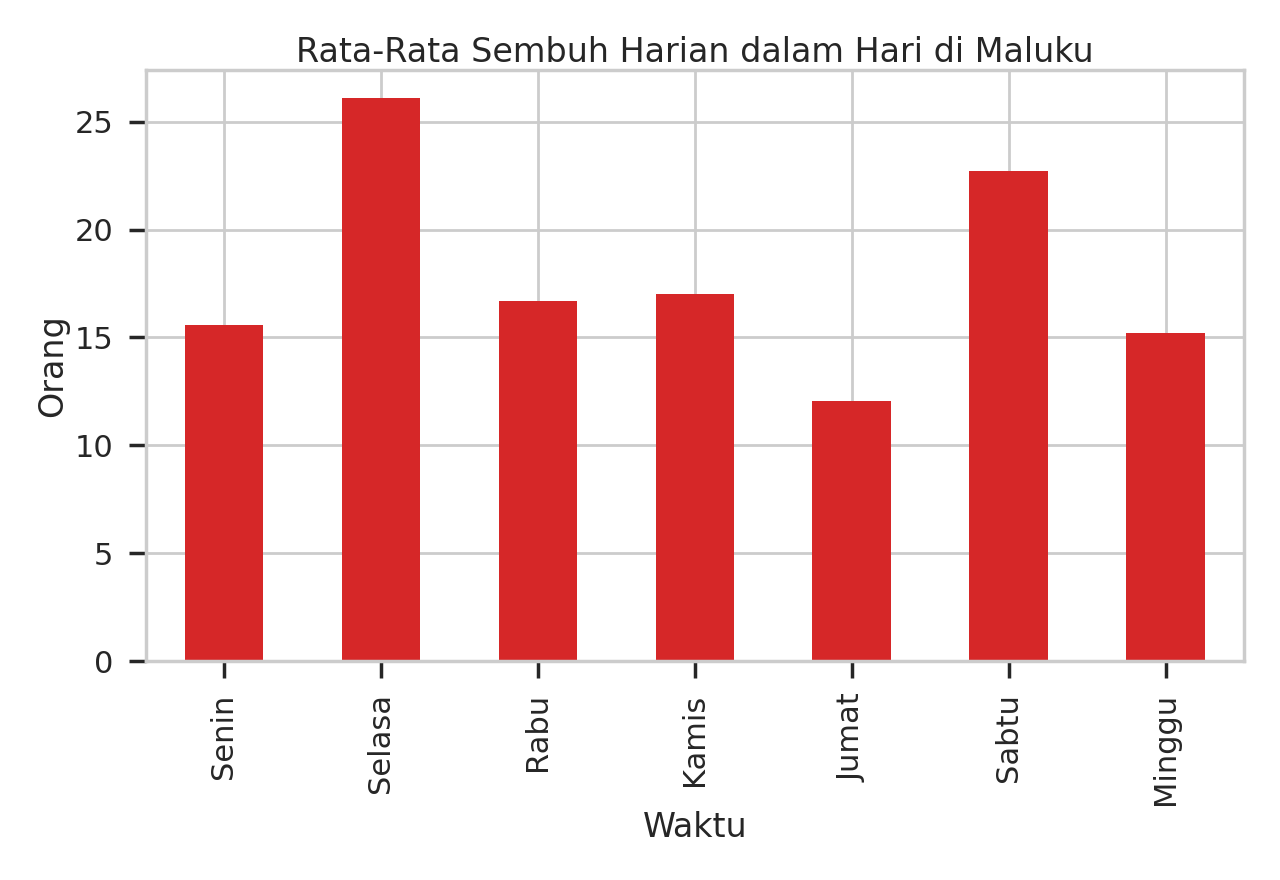 Rata-Rata Sembuh Harian dalam Hari di Maluku
Orang
25
20
15
10
5
0
Senin
Selasa
Rabu
Kamis
Jumat
Sabtu
Minggu
Waktu